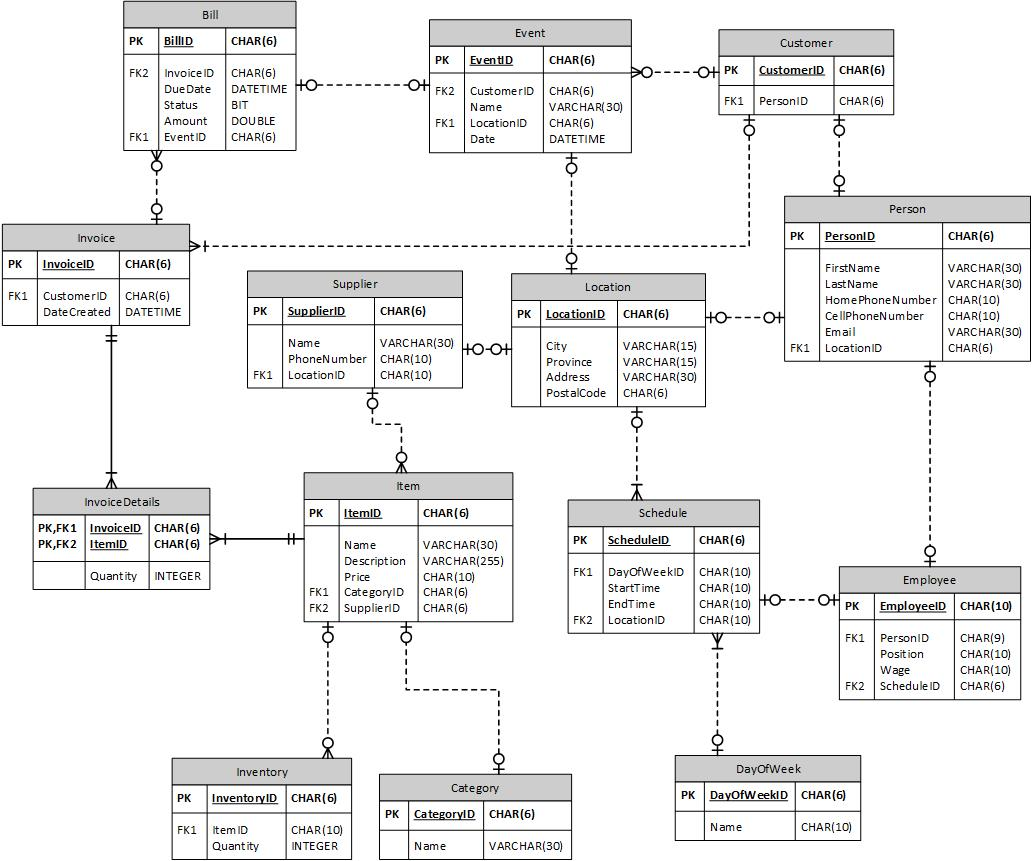 Bill
PK BillID CHAR(6)
FK2 InvoiceID CHAR(6)
DueDate DATETIME
Status BIT
Amount DOUBLE
FK1 EventID CHAR(6)
Event
PK EventID CHAR(6)
FK2 CustomerID CHAR(6)
Name VARCHAR(30)
FK1 LocationID CHAR(6)
Date DATETIME
Customer
PK CustomerID CHAR(6)
FK1 PersonID CHAR(6)
Person
PK PersonID CHAR(6)
FirstName VARCHAR(30)
LastName VARCHAR(30)
HomePhoneNumber CHAR(10)
CellPhoneNumber CHAR(10)
Email VARCHAR(30)
FK1 LocationID CHAR(6)
Invoice
PK InvoiceID CHAR(6)
FK1 CustomerID CHAR(6)
DateCreated DATETIME
Supplier
PK SupplierID CHAR(6)
Name VARCHAR(30)
PhoneNumber CHAR(10)
FK1 LocationID CHAR(10)
Location
PK LocationID CHAR(6)
City VARCHAR(15)
Province VARCHAR(15)
Address VARCHAR(30)
PostalCode CHAR(6)
InvoiceDetails
PK,FK1 InvoiceID CHAR(6)
PK,FK2 ItemID CHAR(6)
Quantity INTEGER
Item
PK ItemID CHAR(6)
Name VARCHAR(30)
Description VARCHAR(255)
Price CHAR(10)
FK1 CategoryID CHAR(6)
FK2 SupplierID CHAR(6)
Schedule
PK ScheduleID CHAR(6)
FK1 DayOfWeekID CHAR(10)
StartTime CHAR(10)
EndTime CHAR(10)
FK2 LocationID CHAR(10)
Employee
PK EmployeeID CHAR(10)
FK1 PersonID CHAR(9)
Position CHAR(10)
Wage CHAR(10)
FK2 ScheduleID CHAR(6)
Inventory
PK InventoryID CHAR(6)
FK1 ItemID CHAR(10)
Quantity INTEGER
Category
PK CategoryID CHAR(6)
Name VARCHAR(30)
DayOfWeek
PK DayOfWeekID CHAR(6)
Name CHAR(10)